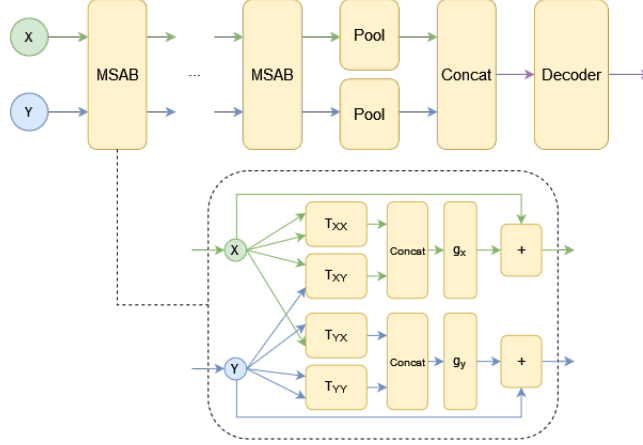 X
Y
MSAB
...
MSAB
Pool
Pool
Concat
Decoder
X
Y
T_XX
T_XY
T_YX
T_YY
Concat
Concat
g_x
g_y
+
+